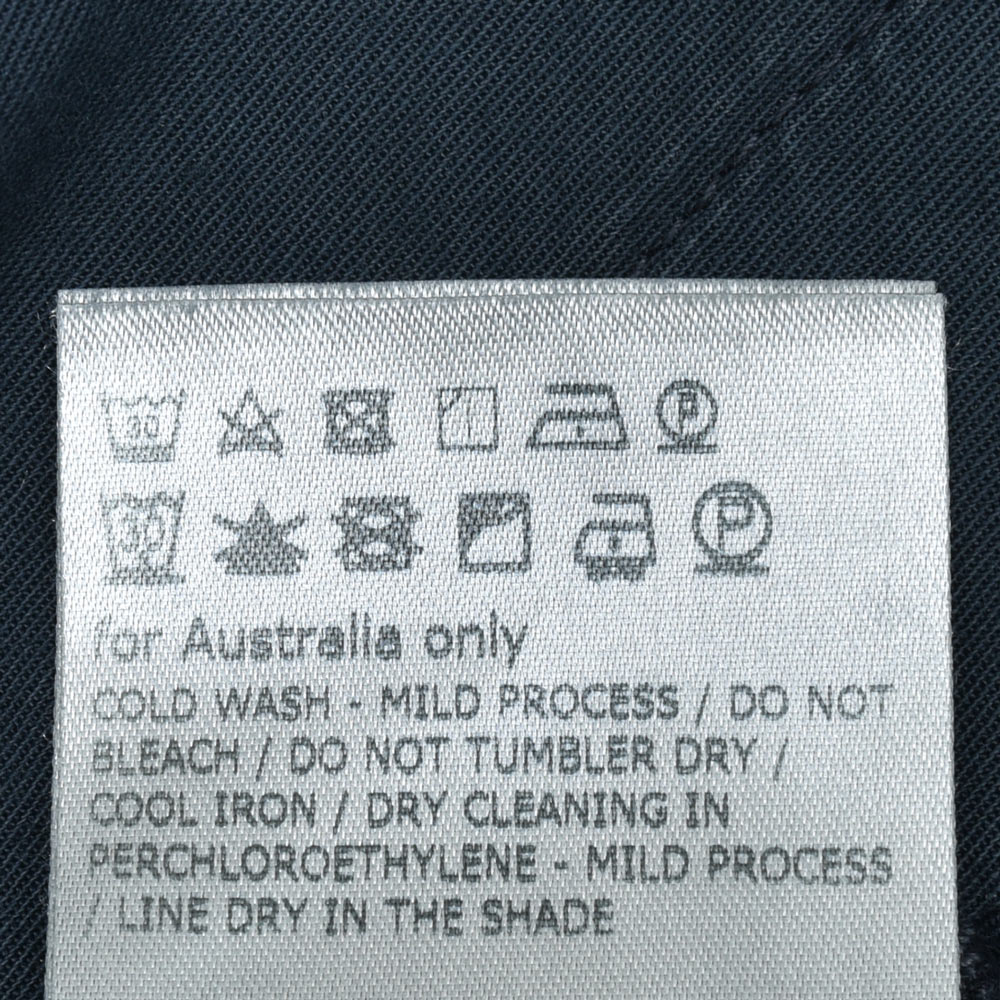 30 P
30 P
for Australia only
COLD WASH - MILD PROCESS / DO NOT
BLEACH / DO NOT TUMBLER DRY /
COOL IRON / DRY CLEANING IN
PERCHLOROETHYLENE - MILD PROCESS
/ LINE DRY IN THE SHADE